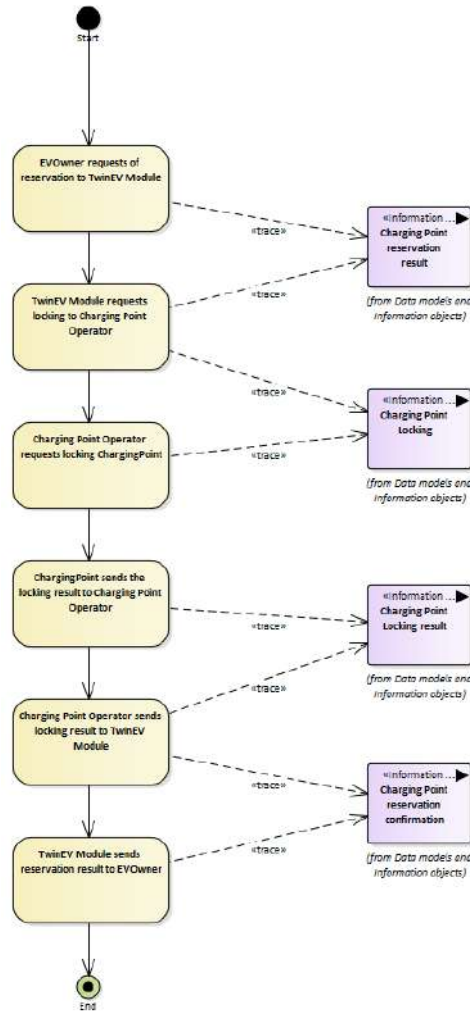 Start
EVOwner requests of
reservation to TwinEV Module
«Information ...
Charging Point
reservation
result
«trace»
(from Data models and
Information objects)
TwinEV Module requests
locking to Charging Point
Operator
«trace»
«Information ...
Charging Point
Locking
«trace»
Charging Point Operator
requests locking ChargingPoint
«trace»
(from Data models and
Information objects)
ChargingPoint sends the
locking result to Charging Point
Operator
«Information ...
Charging Point
Locking result
«trace»
(from Data models and
Information objects)
«trace»
Charging Point Operator sends
locking result to TwinEV
Module
«Information ...
Charging Point
reservation
confirmation
«trace»
TwinEV Module sends
reservation result to EVOwner
«trace»
(from Data models and
Information objects)
End